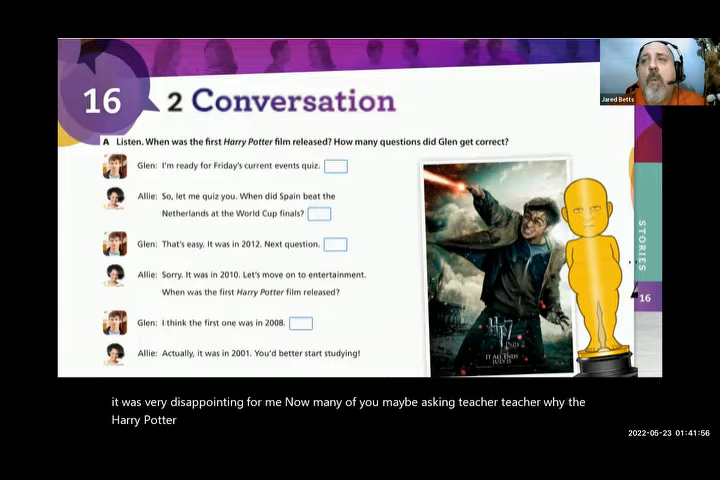 Jared Betts
16
2 Conversation
A Listen. When was the first Harry Potter film released? How many questions did Glen get correct?
Glen: I'm ready for Friday's current events quiz.
Allie: So, let me quiz you. When did Spain beat the
Netherlands at the World Cup finals?
Glen: That's easy. It was in 2012. Next question.
Allie: Sorry. It was in 2010. Let's move on to entertainment.
When was the first Harry Potter film released?
Glen: I think the first one was in 2008.
Allie: Actually, it was in 2001. You'd better start studying!
IT ALL ENDS
JULY 15
STORIES
16
it was very disappointing for me Now many of you maybe asking teacher teacher why the
Harry Potter
2022-05-23 01:41:56